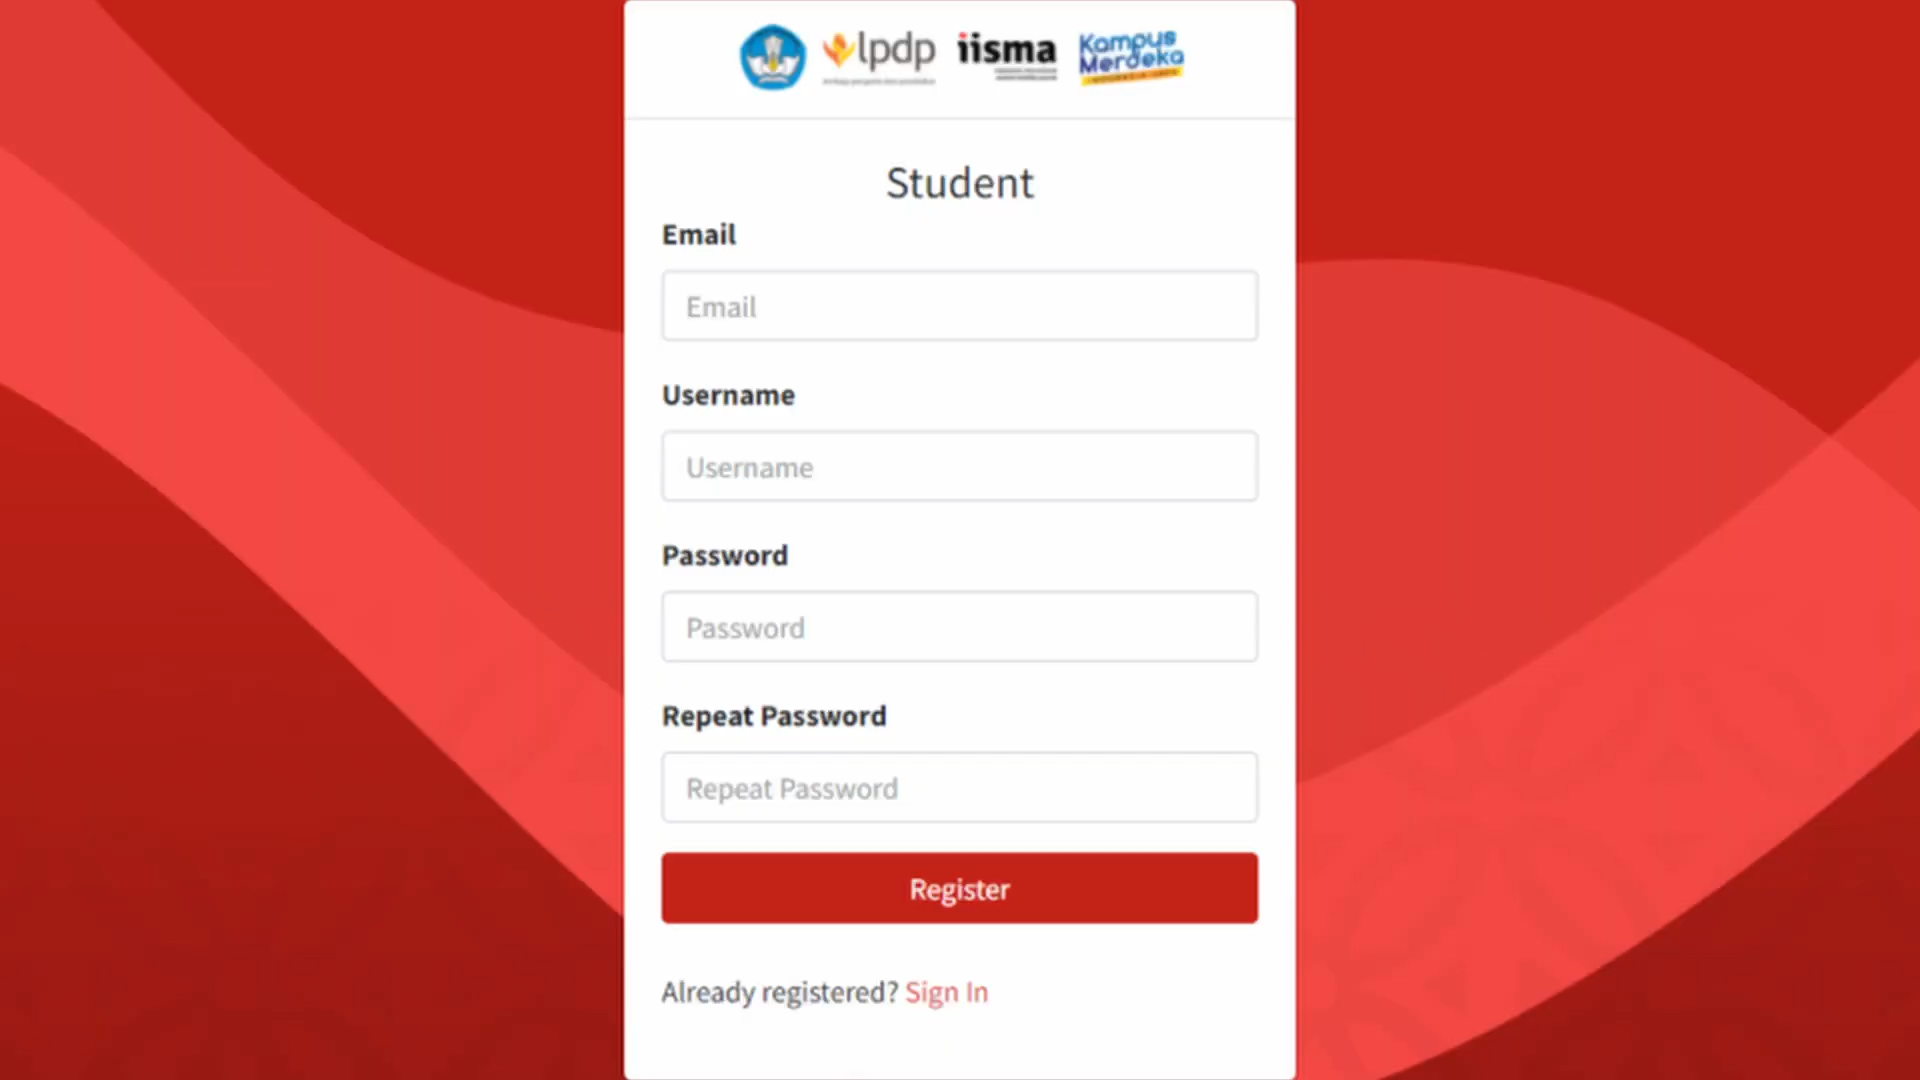 lpdp
iisma
Kampus
Merdeka
Student
Email
Email
Username
Username
Password
Password
Repeat Password
Repeat Password
Register
Already registered? Sign In